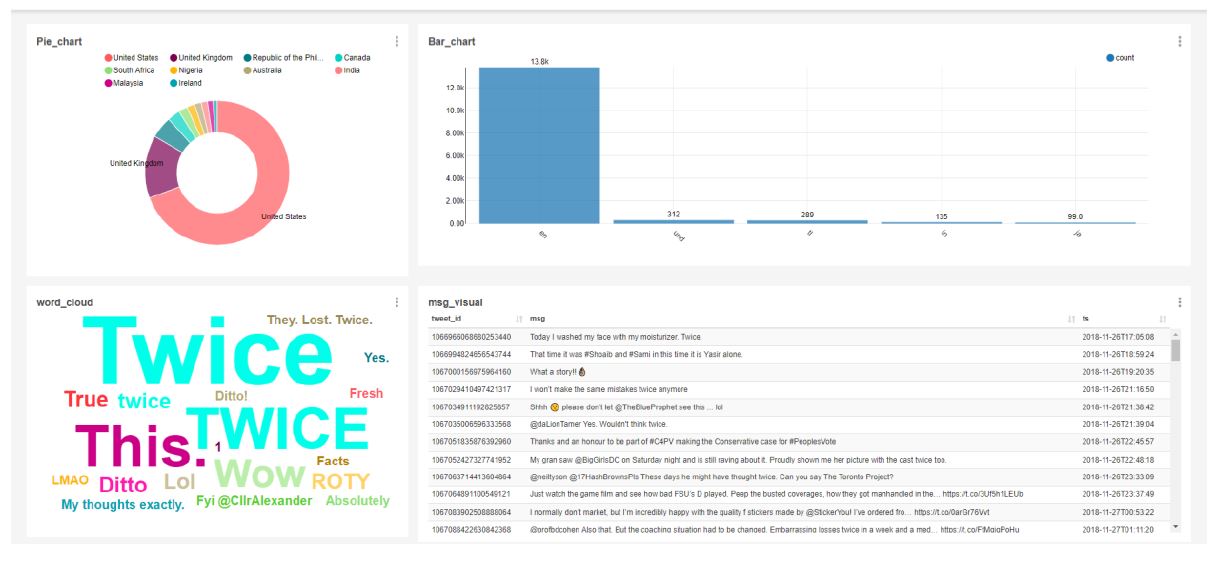 Pie_chart
United States United Kingdom Republic of the Phi... Canada
South Africa Nigeria Australia India
Malaysia Ireland
United Kingdom
United States
Bar_chart
count
13.8k
12.0k
10.0k
8.00k
6.00k
4.00k
2.00k
0.00
312
289
135
99.0
en
und
tl
in
ja
word_cloud
Twice
They. Lost. Twice.
Yes.
True twice Ditto! Fresh
TWICE
This.
1
Facts
LMAO Ditto Lol Wow ROTY
My thoughts exactly. Fyi @CllrAlexander Absolutely
msg_visual
tweet_id msg ts
1066966068680253440 Today I washed my face with my moisturizer. Twice 2018-11-26T17:05:08
1066994824656543744 That time it was #Shoaib and #Sami in this time it is Yasir alone. 2018-11-26T18:59:24
1067000156975964160 What a story!! 2018-11-26T19:20:35
1067029410497421317 I won't make the same mistakes twice anymore 2018-11-26T21:16:50
1067034911192825857 Shhh 🤫 please don't let @TheBlueProphet see this ... lol 2018-11-26T21:38:42
1067035006596333568 @daLionTamer Yes. Wouldn't think twice. 2018-11-26T21:39:04
1067051835876392960 Thanks and an honour to be part of #C4PV making the Conservative case for #PeoplesVote 2018-11-26T22:45:57
1067052427327741952 My gran saw @BigGirlsDC on Saturday night and is still raving about it. Proudly shown me her picture with the cast twice too. 2018-11-26T22:48:18
1067063714413604864 @neiltyson @17HashBrownsPls These days he might have thought twice. Can you say The Toronto Project? 2018-11-26T23:33:09
1067064891100549121 Just watch the game film and see how bad FSU's D played. Peep the busted coverages, how they got manhandled in the... https://t.co/3Uf5h1LEUb 2018-11-26T23:37:49
1067083902508888064 I normally don't market, but I'm incredibly happy with the quality f stickers made by @StickerYou! I've ordered fro... https://t.co/0arGr76Vvt 2018-11-27T00:53:22
1067088422630842368 @profbdcohen Also that. But the coaching situation had to be changed. Embarrassing losses twice in a week and a med... 2018-11-27T01:11:20